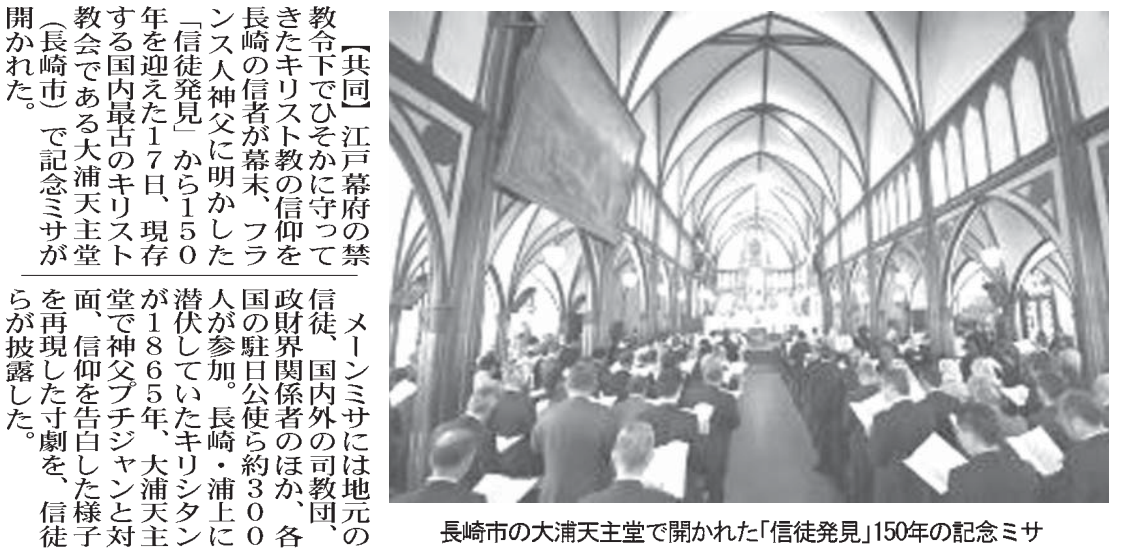 【共同】江戸幕府の禁
教令下でひそかに守って
きたキリスト教の信仰を
長崎の信者が幕末、フラ
ンス人神父に明かした
「信徒発見」から１５０
年を迎えた１７日、現存
する国内最古のキリスト
教会である大浦天主堂
（長崎市）で記念ミサが
開かれた。
メーンミサには地元の
信徒、国内外の司教団、
政財界関係者のほか、各
国の駐日公使ら約３００
人が参加。長崎・浦上に
潜伏していたキリシタン
が１８６５年、大浦天主
堂で神父プチジャンと対
面、信仰を告白した様子
を再現した寸劇を、信徒
らが披露した。
長崎市の大浦天主堂で開かれた「信徒発見」150年の記念ミサ